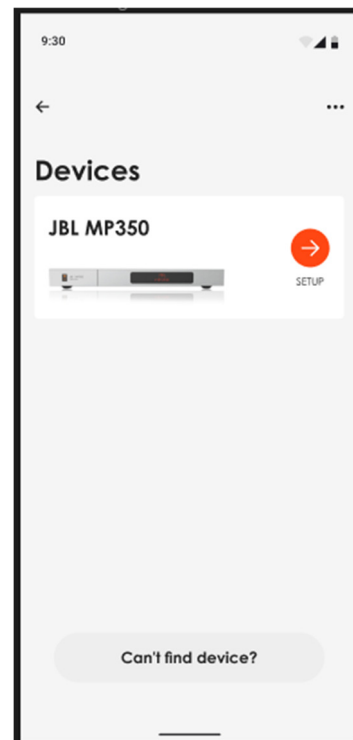 9:30
Devices
JBL MP350
SETUP
Can't find device?